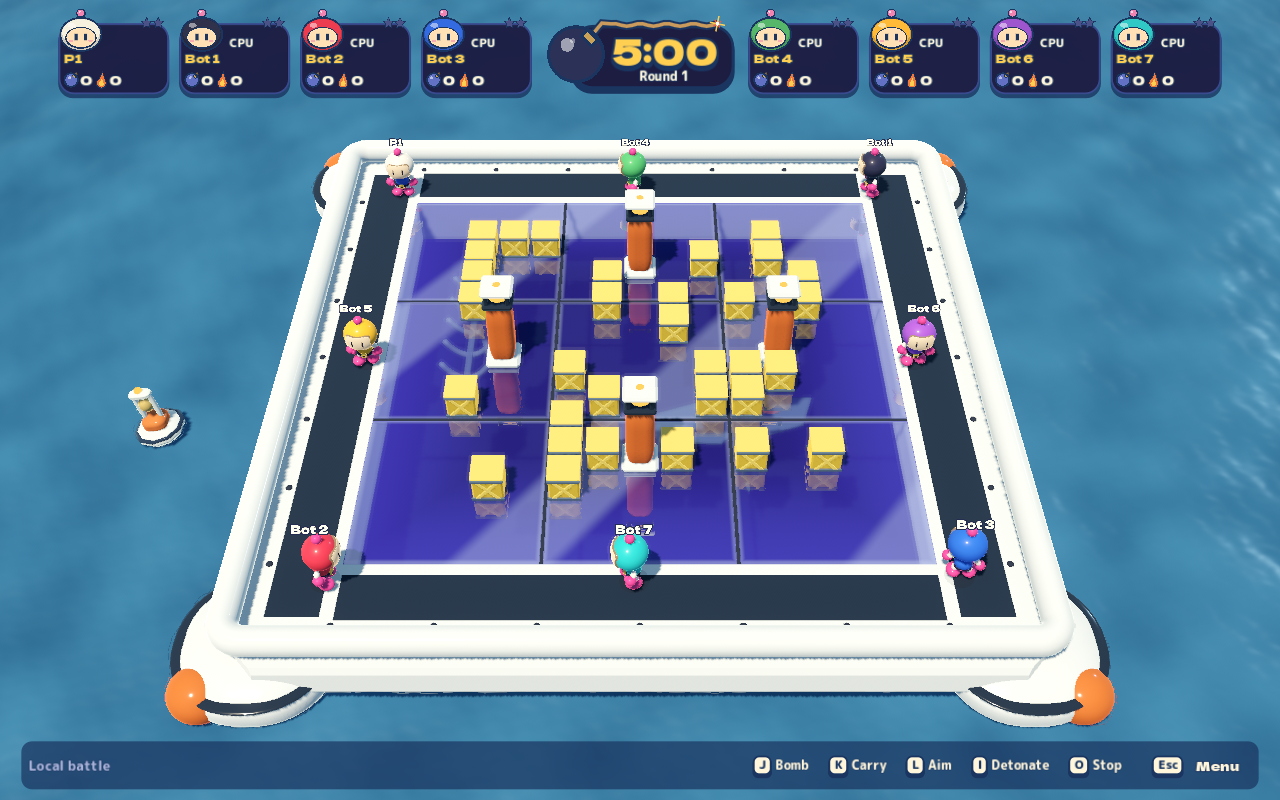 P1
0 0
Bot 1 CPU
0 0
Bot 2 CPU
0 0
Bot 3 CPU
0 0
5:00
Round 1
Bot 4 CPU
0 0
Bot 5 CPU
0 0
Bot 6 CPU
0 0
Bot 7 CPU
0 0
P1
Bot 4
Bot 1
Bot 5
Bot 6
Bot 2
Bot 7
Bot 3
Local battle
J Bomb K Carry L Aim I Detonate O Stop Esc Menu